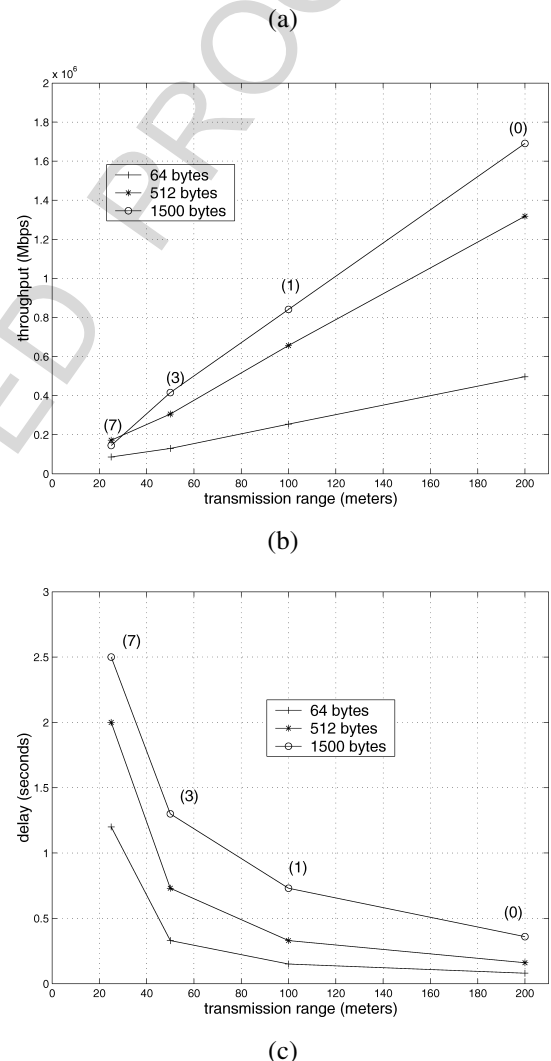 (a)
x 10^6
2
1.8
1.6
1.4
1.2
1
0.8
0.6
0.4
0.2
0
throughput (Mbps)
64 bytes
512 bytes
1500 bytes
(0)
(1)
(3)
(7)
0 20 40 60 80 100 120 140 160 180 200
transmission range (meters)
(b)
3
2.5
2
1.5
1
0.5
0
delay (seconds)
64 bytes
512 bytes
1500 bytes
(7)
(3)
(1)
(0)
0 20 40 60 80 100 120 140 160 180 200
transmission range (meters)
(c)